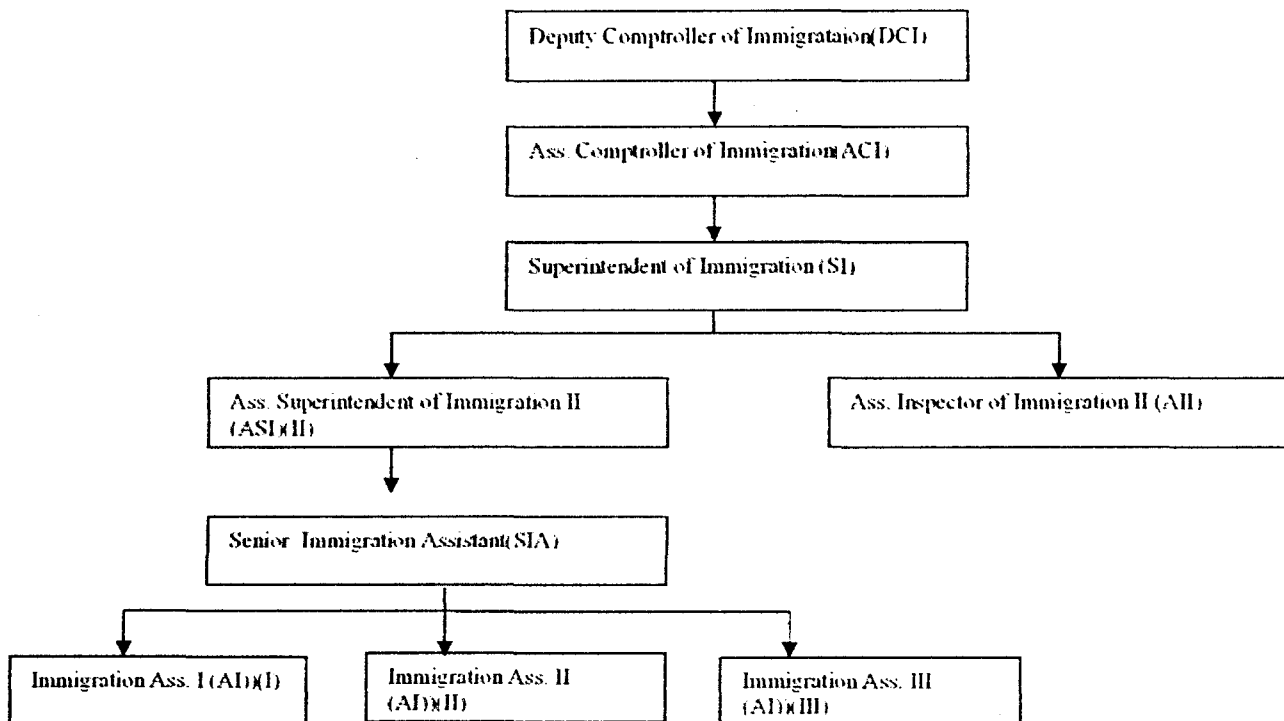 Deputy Comptroller of Immigrataion(DCI)
Ass. Comptroller of Immigration(ACI)
Superintendent of Immigration (SI)
Ass. Superintendent of Immigration II
(ASI)(II)
Ass. Inspector of Immigration II (AII)
Senior Immigration Assistant(SIA)
Immigration Ass. I (AI))(I)
Immigration Ass. II
(AI))(II)
Immigration Ass. III
(AI))(III)